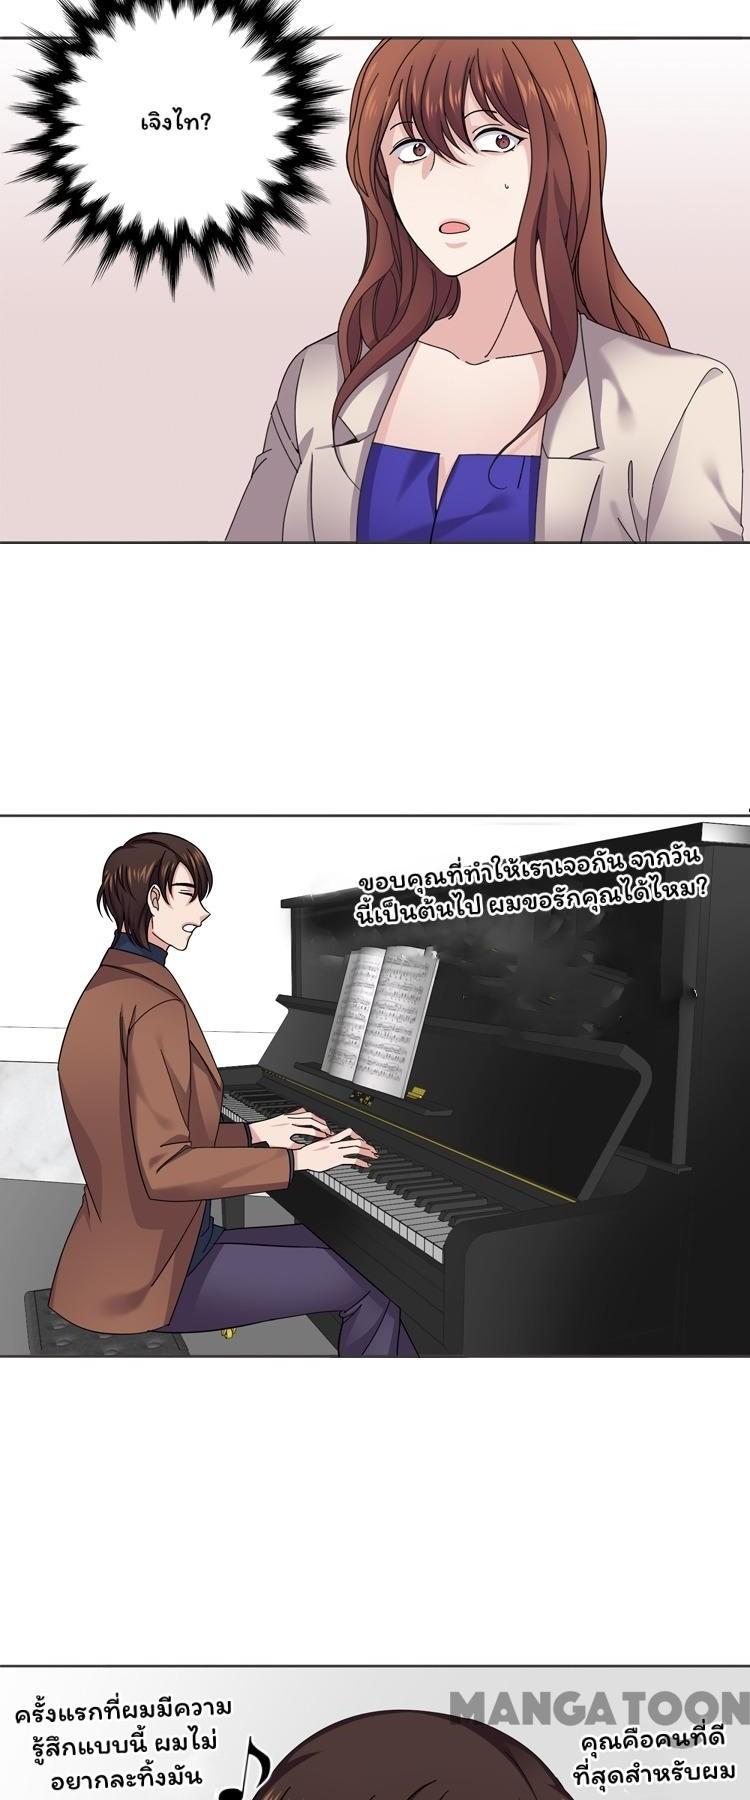 เจิงไท?
ขอบคุณที่ทำให้เราเจอกัน จากวัน
นี้เป็นต้นไป ผมขอรักคุณได้ไหม?
MANGATOON
ครั้งแรกที่ผมมีความ
รู้สึกแบบนี้ ผมไม่
อยากละทิ้งมัน
คุณคือคนที่ดี
ที่สุดสำหรับผม